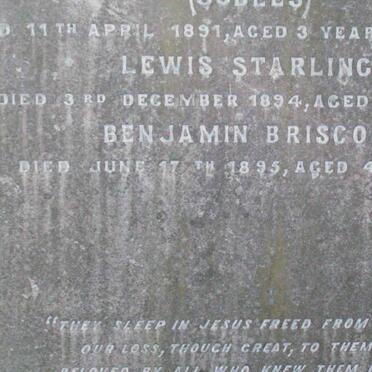 D 11TH APRIL 1891, AGED 3 YEAR
LEWIS STARLING
DIED 3RD DECEMBER 1894, AGED
BENJAMIN BRISCO
DIED JUNE 17TH 1895, AGED 4
"THEY SLEEP IN JESUS FREED FROM
OUR LOSS, THOUGH GREAT, TO THEM
BELOVED BY ALL WHO KNEW THEM